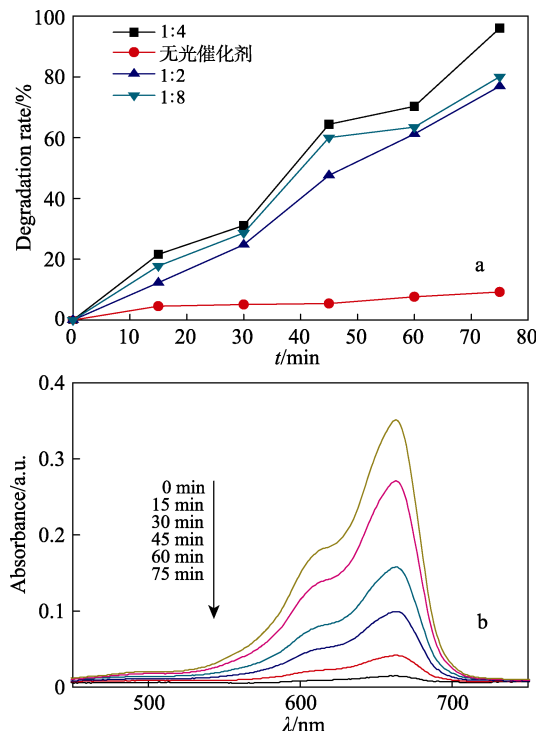 100
80
60
40
20
0
Degradation rate/%
1:4
无光催化剂
1:2
1:8
a
0 10 20 30 40 50 60 70 80
t/min
0.4
0.3
0.2
0.1
0
Absorbance/a.u.
0 min
15 min
30 min
45 min
60 min
75 min
b
500 600 700
λ/nm